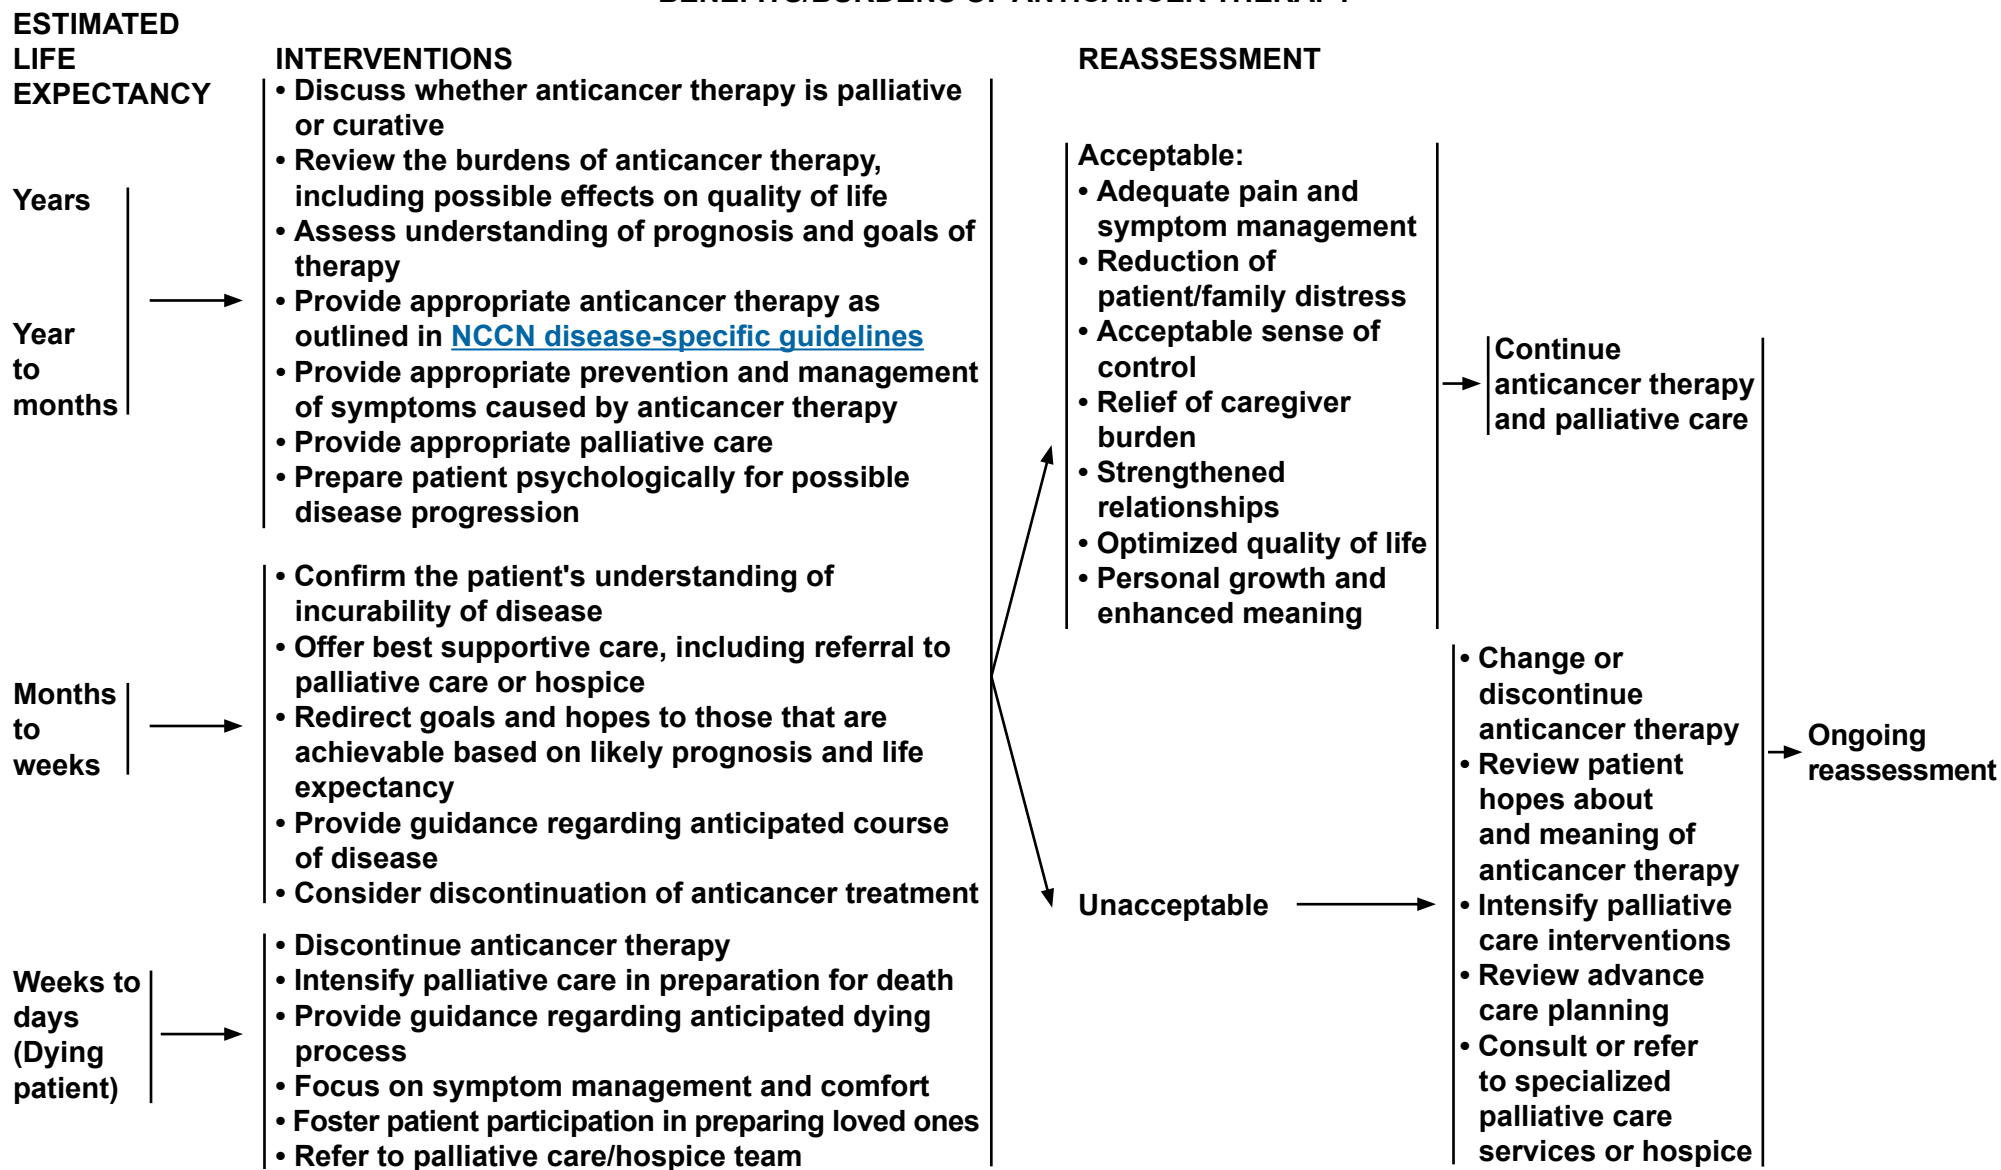 ESTIMATED
LIFE
EXPECTANCY
Years
Year
to
months
Months
to
weeks
Weeks to
days
(Dying
patient)
INTERVENTIONS
• Discuss whether anticancer therapy is palliative
or curative
• Review the burdens of anticancer therapy,
including possible effects on quality of life
• Assess understanding of prognosis and goals of
therapy
• Provide appropriate anticancer therapy as
outlined in NCCN disease-specific guidelines
• Provide appropriate prevention and management
of symptoms caused by anticancer therapy
• Provide appropriate palliative care
• Prepare patient psychologically for possible
disease progression
• Confirm the patient's understanding of
incurability of disease
• Offer best supportive care, including referral to
palliative care or hospice
• Redirect goals and hopes to those that are
achievable based on likely prognosis and life
expectancy
• Provide guidance regarding anticipated course
of disease
• Consider discontinuation of anticancer treatment
• Discontinue anticancer therapy
• Intensify palliative care in preparation for death
• Provide guidance regarding anticipated dying
process
• Focus on symptom management and comfort
• Foster patient participation in preparing loved ones
• Refer to palliative care/hospice team
REASSESSMENT
Acceptable:
• Adequate pain and
symptom management
• Reduction of
patient/family distress
• Acceptable sense of
control
• Relief of caregiver
burden
• Strengthened
relationships
• Optimized quality of life
• Personal growth and
enhanced meaning
Unacceptable
Continue
anticancer therapy
and palliative care
• Change or
discontinue
anticancer therapy
• Review patient
hopes about
and meaning of
anticancer therapy
• Intensify palliative
care interventions
• Review advance
care planning
• Consult or refer
to specialized
palliative care
services or hospice
Ongoing
reassessment